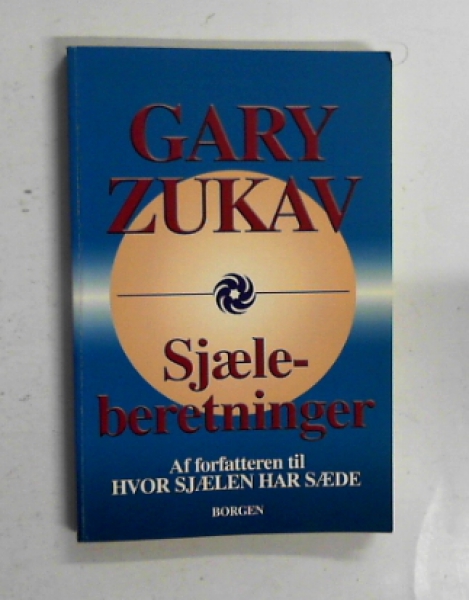 GARY
ZUKAV
Sjæle-
beretninger
Af forfatteren til
HVOR SJÆLEN HAR SÆDE
BORGEN